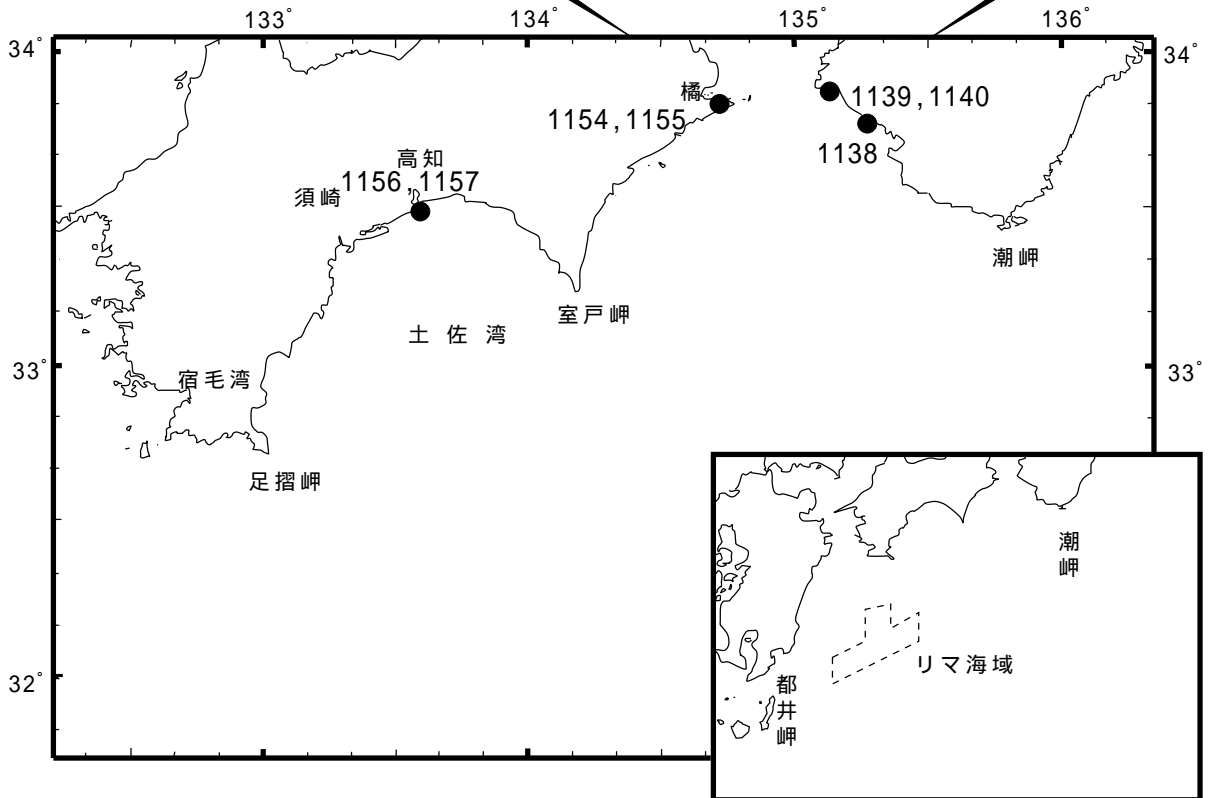 133° 134° 135° 136°
34° 34°
橘
1139,1140
1154,1155
1138
高知
1156,1157
須崎
潮岬
室戸岬
土佐湾
33° 33°
宿毛湾
足摺岬
潮岬
リマ海域
32°
都井岬